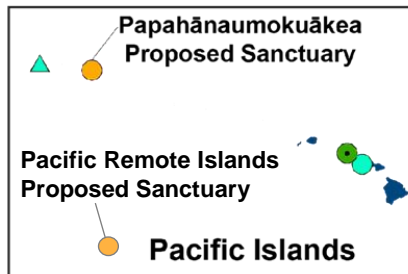 Papahānaumokuākea
Proposed Sanctuary
Pacific Remote Islands
Proposed Sanctuary
Pacific Islands